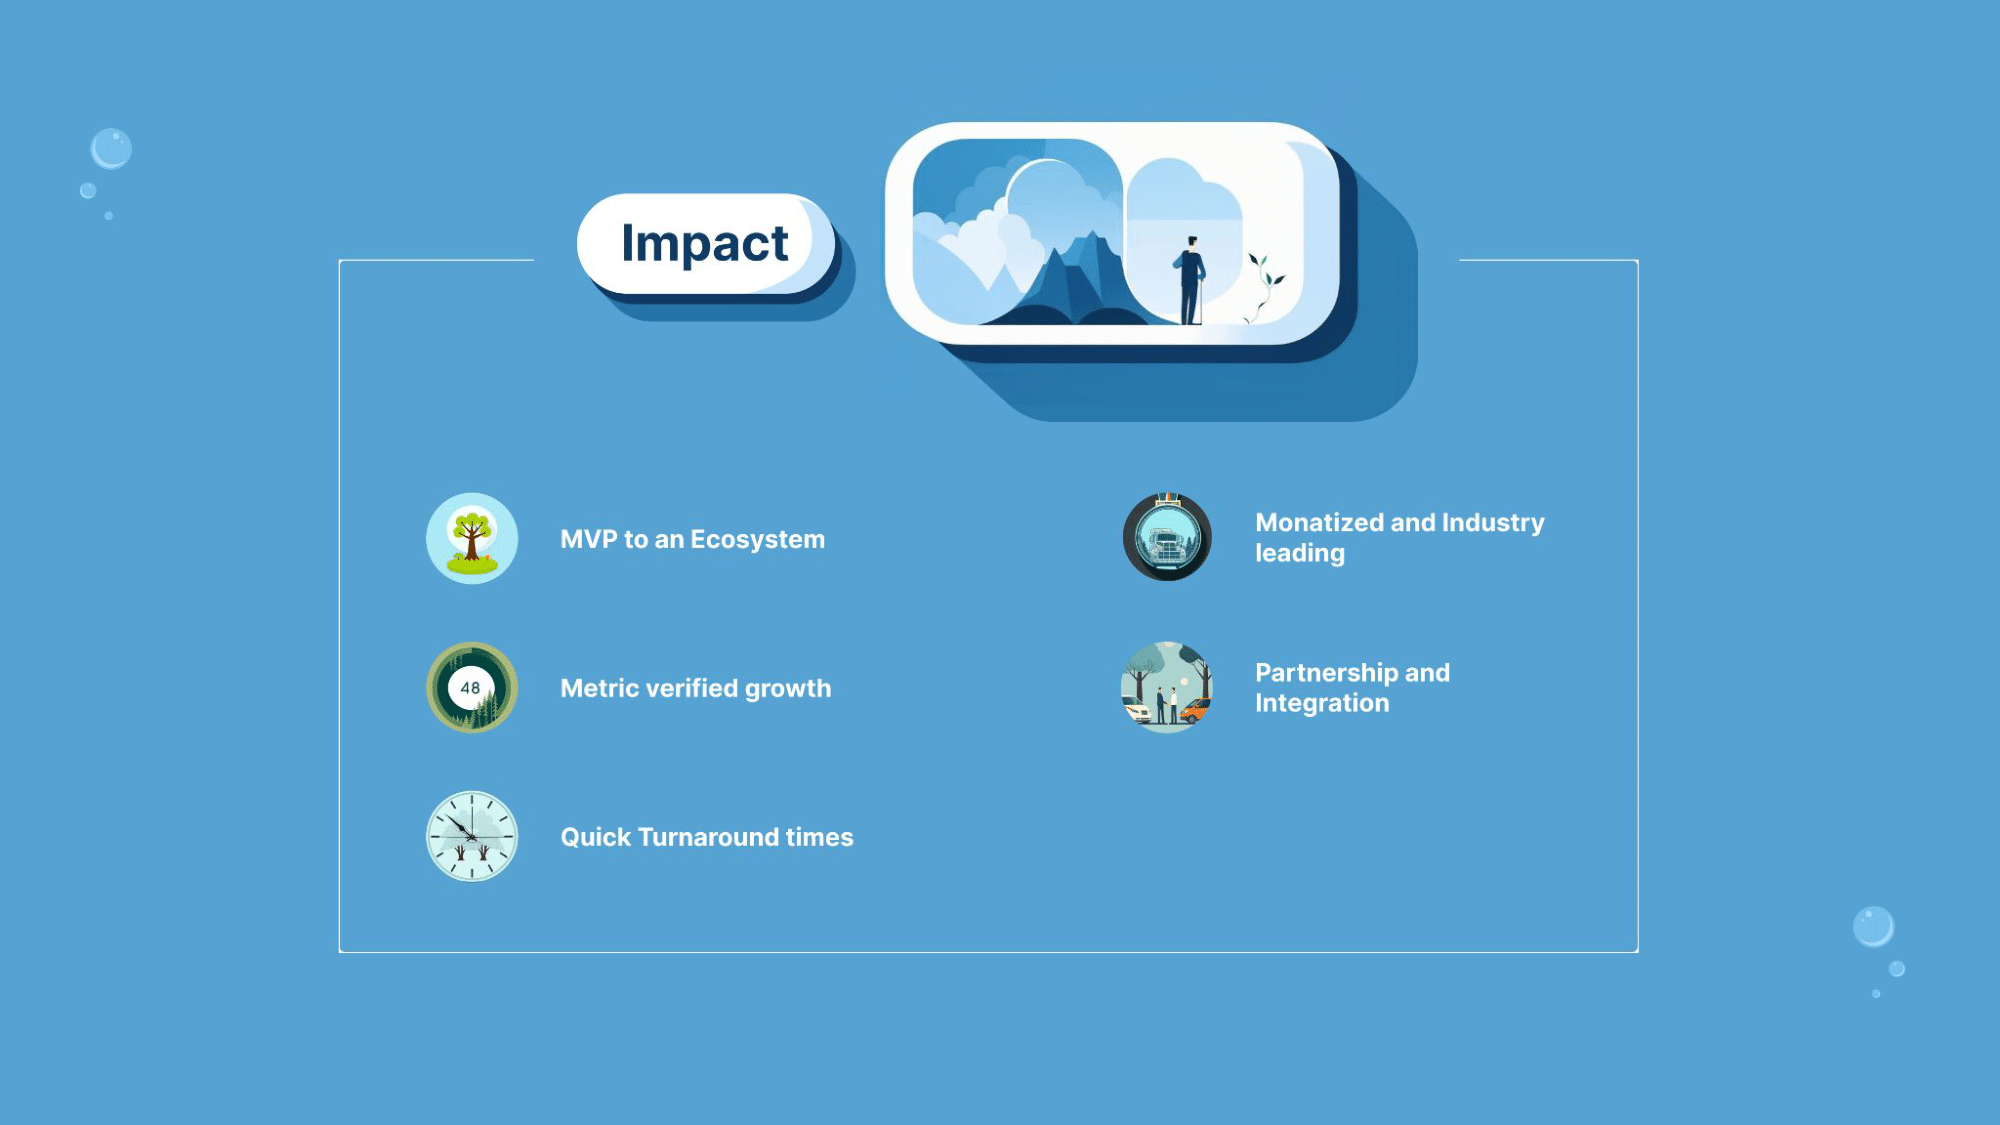 Impact
MVP to an Ecosystem
Metric verified growth
48
Quick Turnaround times
Monatized and Industry
leading
Partnership and
Integration